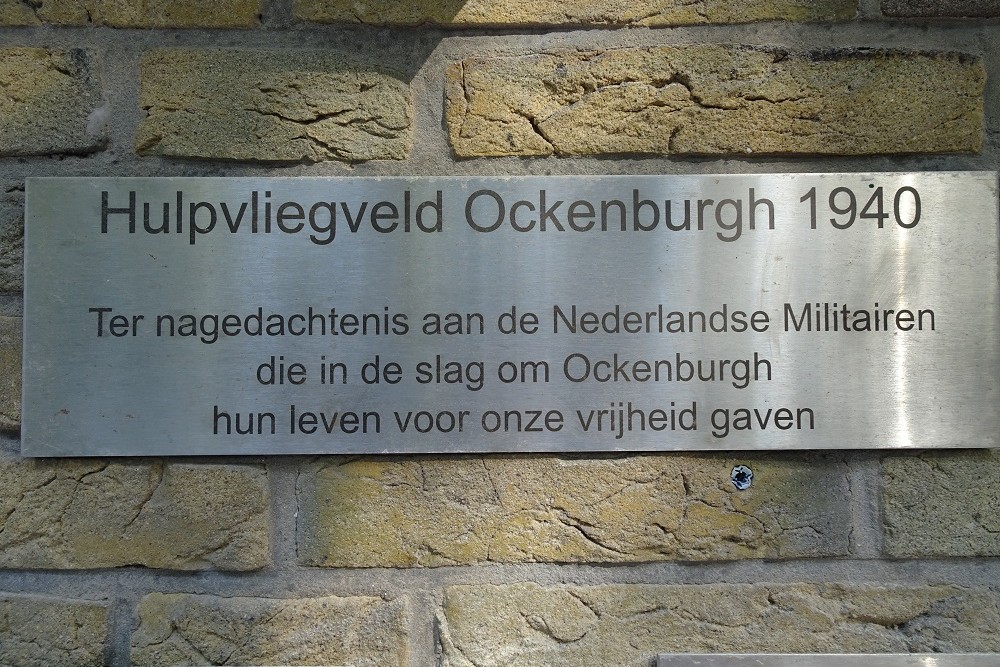 Hulpvliegveld Ockenburgh 1940
Ter nagedachtenis aan de Nederlandse Militairen
die in de slag om Ockenburgh
hun leven voor onze vrijheid gaven